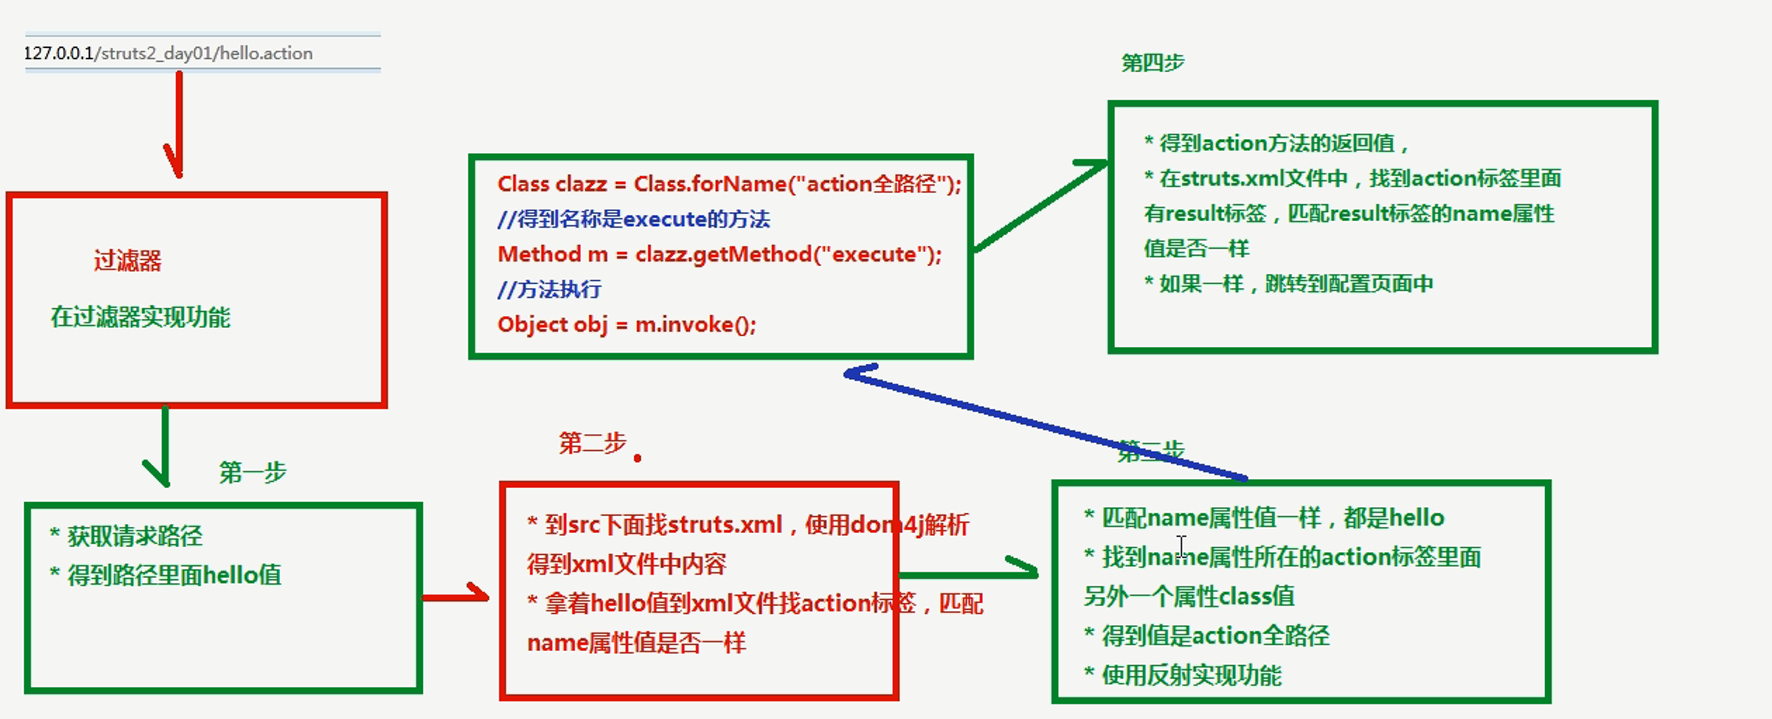 127.0.0.1/struts2_day01/hello.action
过滤器
在过滤器实现功能
第一步
* 获取请求路径
* 得到路径里面hello值
第二步
* 到src下面找struts.xml，使用dom4j解析
得到xml文件中内容
* 拿着hello值到xml文件找action标签，匹配
name属性值是否一样
第三步
* 匹配name属性值一样，都是hello
* 找到name属性所在的action标签里面
另外一个属性class值
* 得到值是action全路径
* 使用反射实现功能
Class clazz = Class.forName("action全路径");
//得到名称是execute的方法
Method m = clazz.getMethod("execute");
//方法执行
Object obj = m.invoke();
第四步
* 得到action方法的返回值，
* 在struts.xml文件中，找到action标签里面
有result标签，匹配result标签的name属性
值是否一样
* 如果一样，跳转到配置页面中